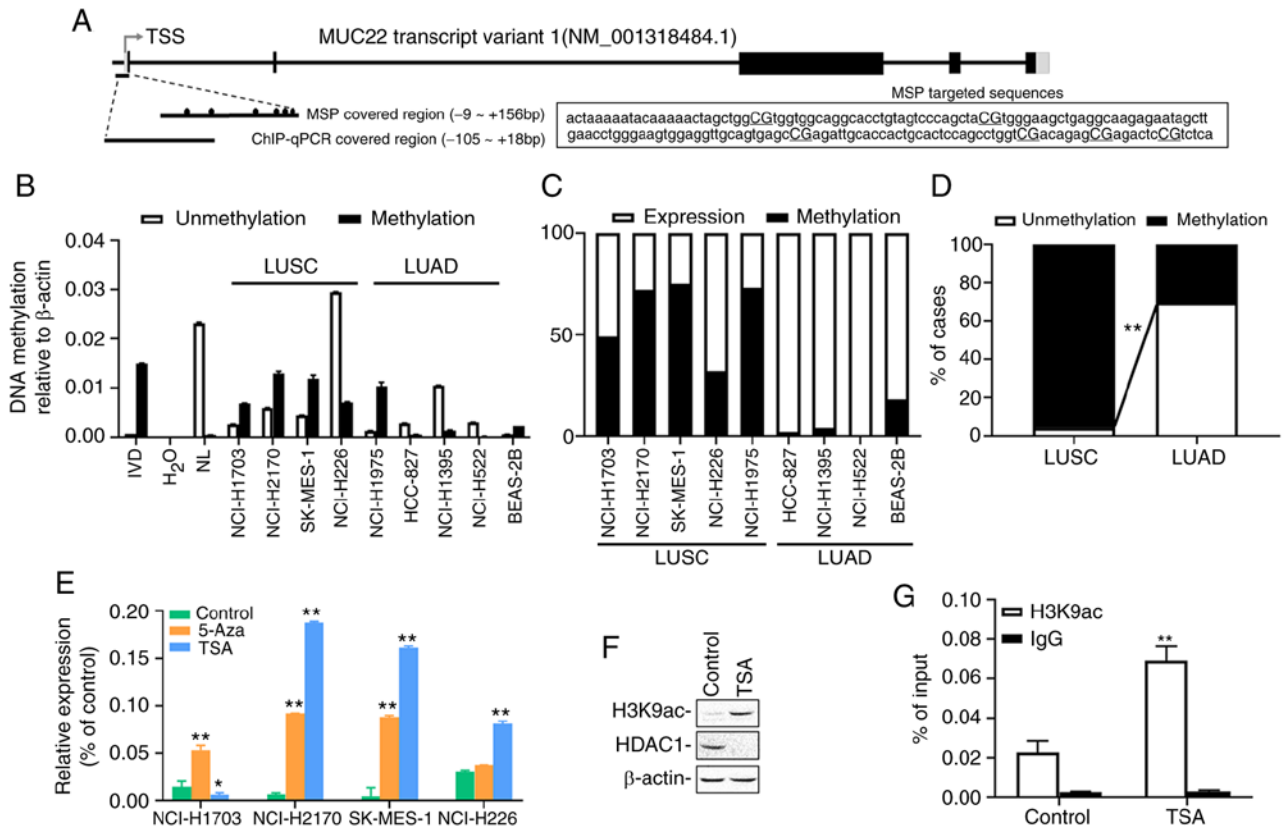 A
TSS
MUC22 transcript variant 1(NM_001318484.1)
MSP covered region (−9 ~ +156bp)
ChIP-qPCR covered region (−105 ~ +18bp)
MSP targeted sequences
actaaaaatacaaaaactagctggCGtggtggcaggcacctgtagtcccagctaCGtgggaagctgaggcaagagaatagctt
gaacctgggaagtggaggttgcagtgagcCGagattgcaccactgcactccagcctggtCGacagagCGagactcCGtctca
B
Unmethylation Methylation
LUSC LUAD
DNA methylation
relative to β-actin
0.04
0.03
0.02
0.01
0.00
IVD H2O NL NCI-H1703 NCI-H2170 SK-MES-1 NCI-H226 NCI-H1975 HCC-827 NCI-H1395 NCI-H522 BEAS-2B
C
Expression Methylation
100
50
0
NCI-H1703 NCI-H2170 SK-MES-1 NCI-H226 NCI-H1975 HCC-827 NCI-H1395 NCI-H522 BEAS-2B
LUSC LUAD
D
Unmethylation Methylation
% of cases
100
80
60
40
20
0
**
LUSC LUAD
E
Control
5-Aza
TSA
Relative expression
(% of control)
0.20
0.15
0.10
0.05
0.00
** * ** ** ** ** **
NCI-H1703 NCI-H2170 SK-MES-1 NCI-H226
F
Control TSA
H3K9ac-
HDAC1-
β-actin-
G
H3K9ac
IgG
% of input
0.10
0.08
0.06
0.04
0.02
0
**
Control TSA